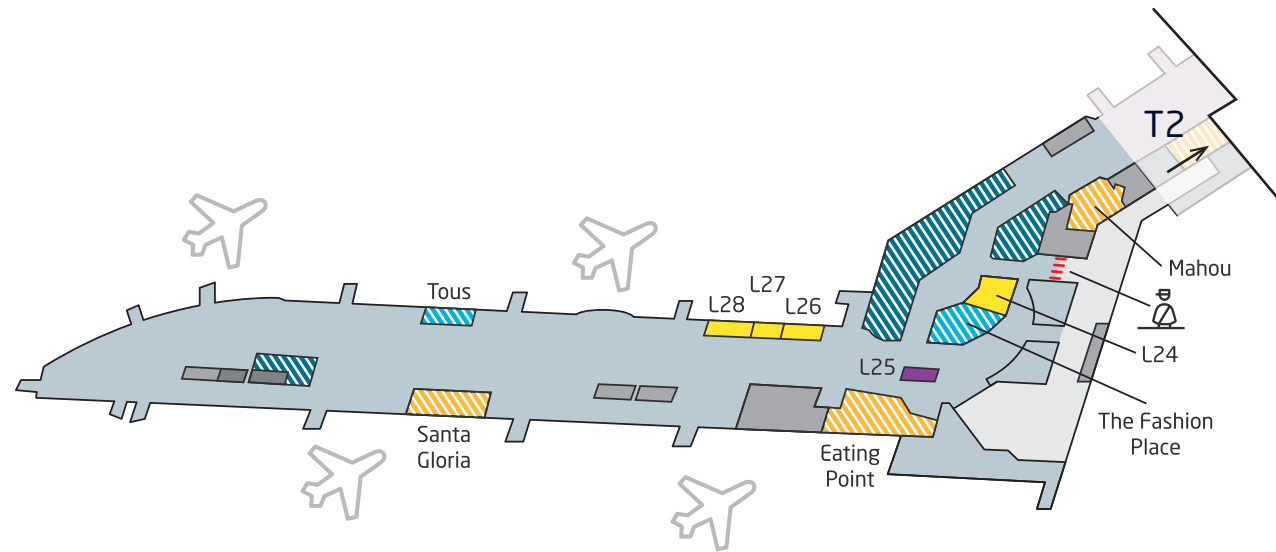 T2
Mahou
Tous
L27
L28
L26
L24
L25
The Fashion
Place
Santa
Gloria
Eating
Point